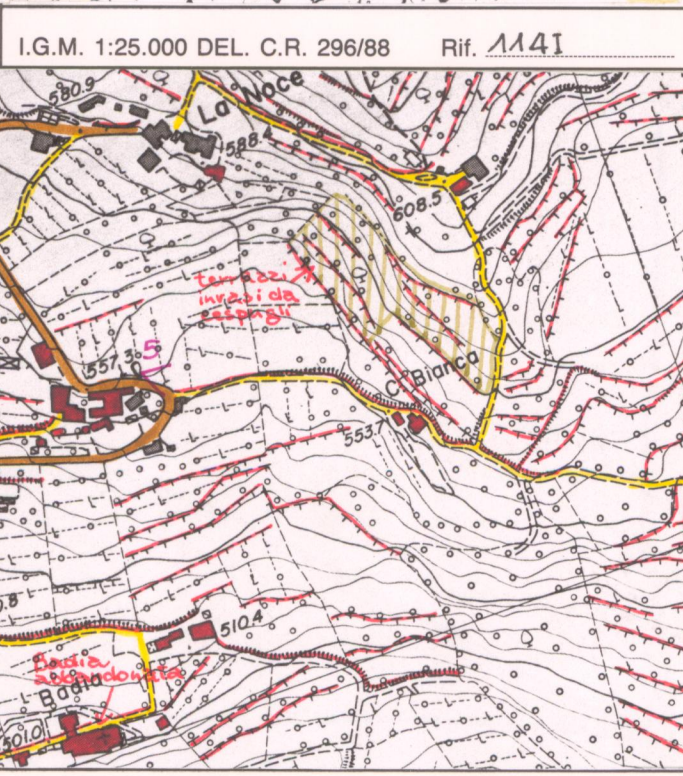 I.G.M. 1:25.000 DEL. C.R. 296/88
Rif. 114I
580.9
La Noce
588.4
608.5
terrazzi
invasi da
cespugli
557.3
5
C. Bianca
553.7
510.4
Badia
abbandonata
Badia
501.0